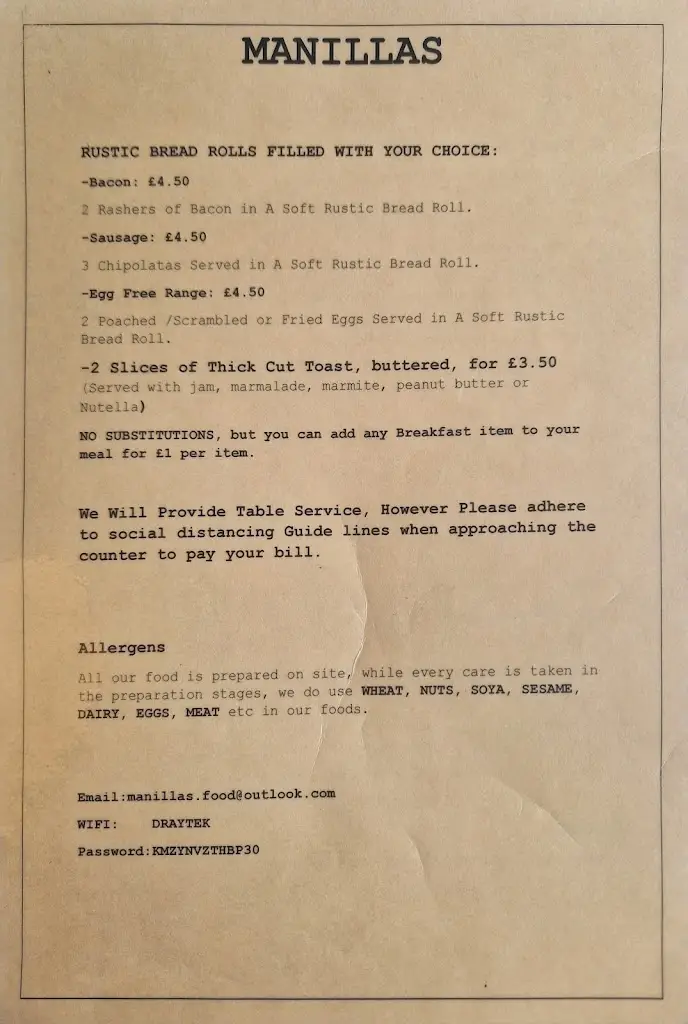 MANILLAS
RUSTIC BREAD ROLLS FILLED WITH YOUR CHOICE:
-Bacon: £4.50
2 Rashers of Bacon in A Soft Rustic Bread Roll.
-Sausage: £4.50
3 Chipolatas Served in A Soft Rustic Bread Roll.
-Egg Free Range: £4.50
2 Poached /Scrambled or Fried Eggs Served in A Soft Rustic
Bread Roll.
-2 Slices of Thick Cut Toast, buttered, for £3.50
(Served with jam, marmalade, marmite, peanut butter or
Nutella)
NO SUBSTITUTIONS, but you can add any Breakfast item to your
meal for £1 per item.
We Will Provide Table Service, However Please adhere
to social distancing Guide lines when approaching the
counter to pay your bill.
Allergens
All our food is prepared on site, while every care is taken in
the preparation stages, we do use WHEAT, NUTS, SOYA, SESAME,
DAIRY, EGGS, MEAT etc in our foods.
Email:manillas.food@outlook.com
WIFI: DRAYTEK
Password:KMZYNVZTHBP30